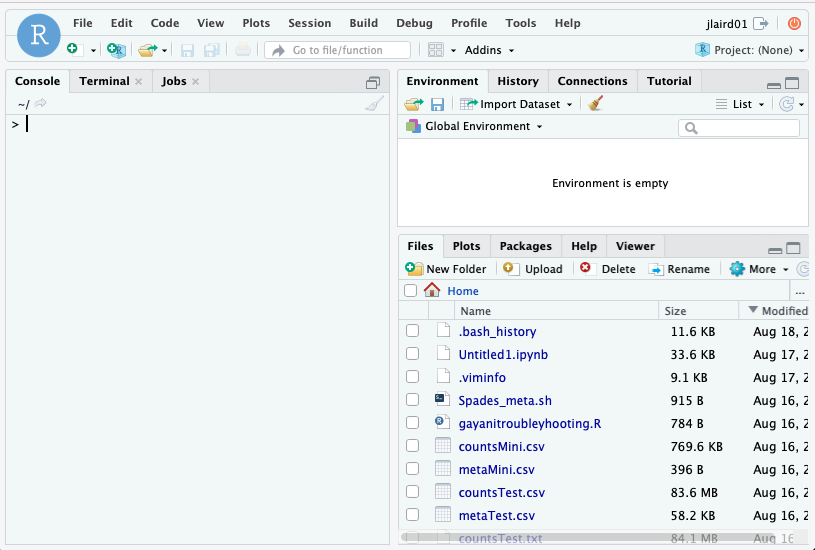 R File Edit Code View Plots Session Build Debug Profile Tools Help jlaird01
Go to file/function Addins Project: (None)
Console Terminal Jobs
~/
>
Environment History Connections Tutorial
Import Dataset List
Global Environment
Environment is empty
Files Plots Packages Help Viewer
New Folder Upload Delete Rename More
Home ...
Name Size Modified
.bash_history 11.6 KB Aug 18, 2
Untitled1.ipynb 33.6 KB Aug 17, 2
.viminfo 9.1 KB Aug 17, 2
Spades_meta.sh 915 B Aug 16, 2
gayanitroubleyhooting.R 784 B Aug 16, 2
countsMini.csv 769.6 KB Aug 16, 2
metaMini.csv 396 B Aug 16, 2
countsTest.csv 83.6 MB Aug 16, 2
metaTest.csv 58.2 KB Aug 16, 2
countsTest.txt 84.1 MB Aug 16